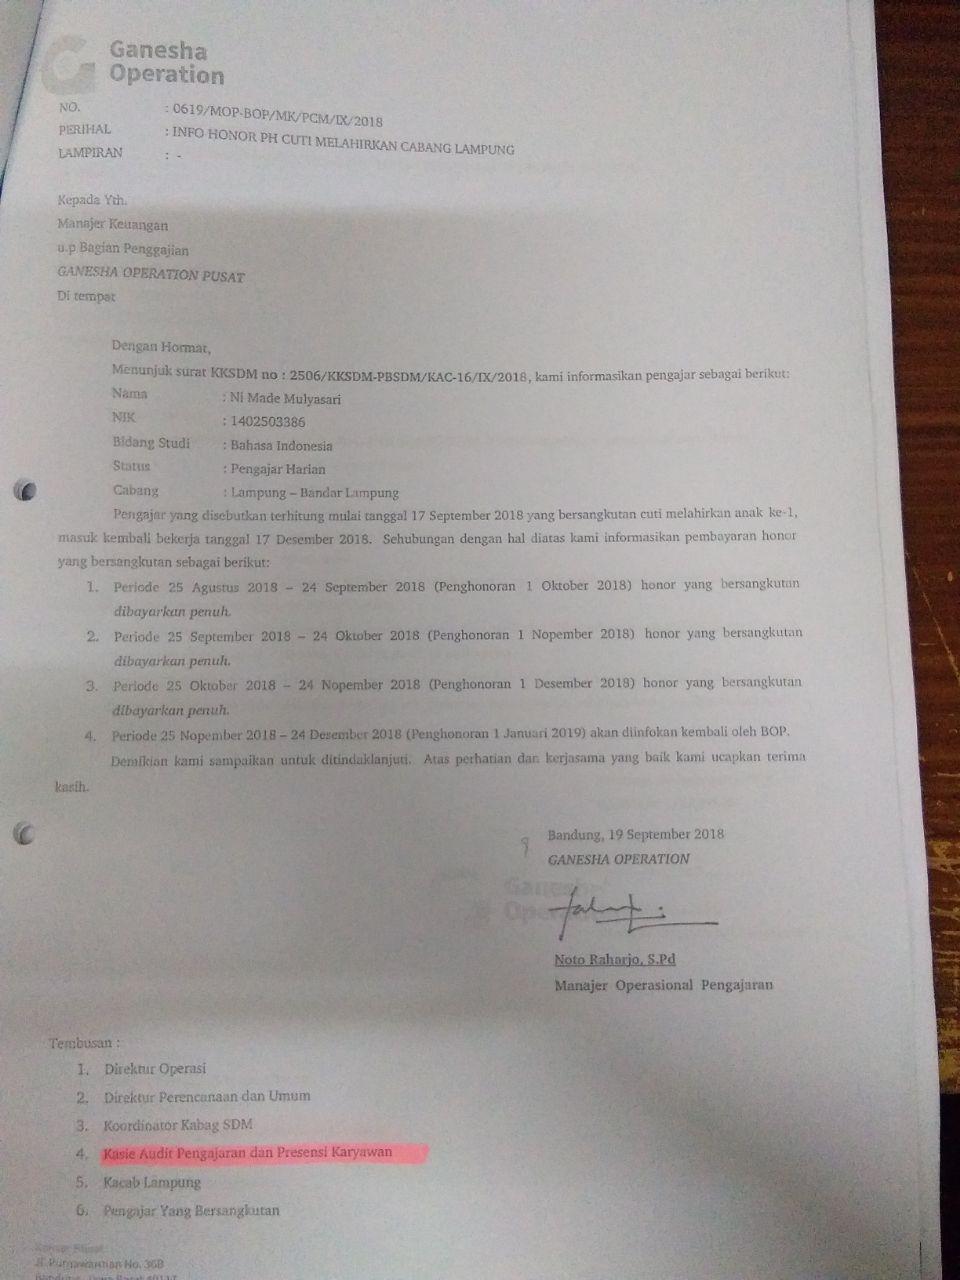 Ganesha
Operation
NO. : 0619/MOP-BOP/MK/PCM/IX/2018
PERIHAL : INFO HONOR PH CUTI MELAHIRKAN CABANG LAMPUNG
LAMPIRAN : -
Kepada Yth.
Manajer Keuangan
u.p Bagian Penggajian
GANESHA OPERATION PUSAT
Di tempat
Dengan Hormat,
Menunjuk surat KKSDM no : 2506/KKSDM-PBSDM/KAC-16/IX/2018, kami informasikan pengajar sebagai berikut:
Nama : Ni Made Mulyasari
NIK : 1402503386
Bidang Studi : Bahasa Indonesia
Status : Pengajar Harian
Cabang : Lampung – Bandar Lampung
Pengajar yang disebutkan terhitung mulai tanggal 17 September 2018 yang bersangkutan cuti melahirkan anak ke-1,
masuk kembali bekerja tanggal 17 Desember 2018. Sehubungan dengan hal diatas kami informasikan pembayaran honor
yang bersangkutan sebagai berikut:
1. Periode 25 Agustus 2018 – 24 September 2018 (Penghonoran 1 Oktober 2018) honor yang bersangkutan
dibayarkan penuh.
2. Periode 25 September 2018 – 24 Oktober 2018 (Penghonoran 1 Nopember 2018) honor yang bersangkutan
dibayarkan penuh.
3. Periode 25 Oktober 2018 – 24 Nopember 2018 (Penghonoran 1 Desember 2018) honor yang bersangkutan
dibayarkan penuh.
4. Periode 25 Nopember 2018 – 24 Desember 2018 (Penghonoran 1 Januari 2019) akan diinfokan kembali oleh BOP.
Demikian kami sampaikan untuk ditindaklanjuti. Atas perhatian dan kerjasama yang baik kami ucapkan terima
kasih.
Bandung, 19 September 2018
GANESHA OPERATION
Ganesha
Operation
Noto Raharjo, S.Pd
Manajer Operasional Pengajaran
Tembusan :
1. Direktur Operasi
2. Direktur Perencanaan dan Umum
3. Koordinator Kabag SDM
4. Kasie Audit Pengajaran dan Presensi Karyawan
5. Kacab Lampung
6. Pengajar Yang Bersangkutan
Kantor Pusat
Jl. Purnawarman No. 36B
Bandung, Jawa Barat 40117